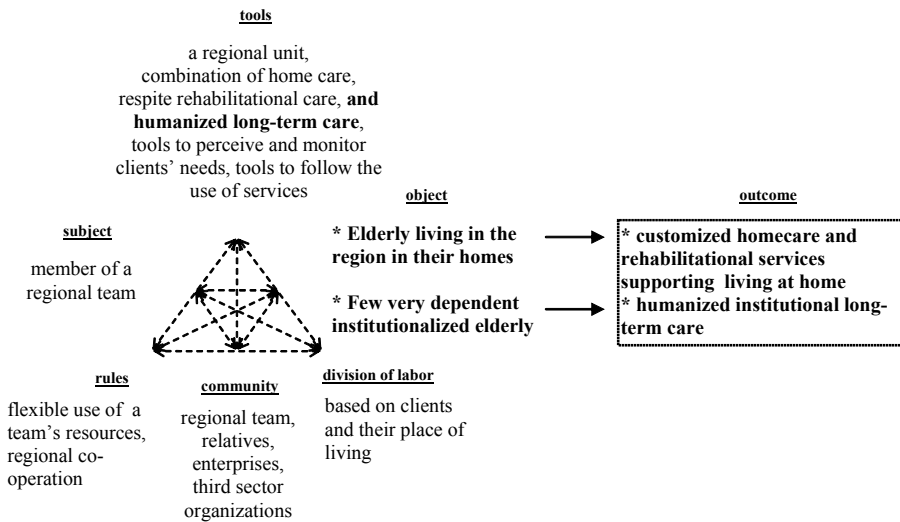 tools
a regional unit,
combination of home care,
respite rehabilitational care, and
humanized long-term care,
tools to perceive and monitor
clients' needs, tools to follow the
use of services
subject
member of a
regional team
object
* Elderly living in the
region in their homes
* Few very dependent
institutionalized elderly
outcome
* customized homecare and
rehabilitational services
supporting living at home
* humanized institutional long-
term care
rules
flexible use of a
team's resources,
regional co-
operation
community
regional team,
relatives,
enterprises,
third sector
organizations
division of labor
based on clients
and their place of
living